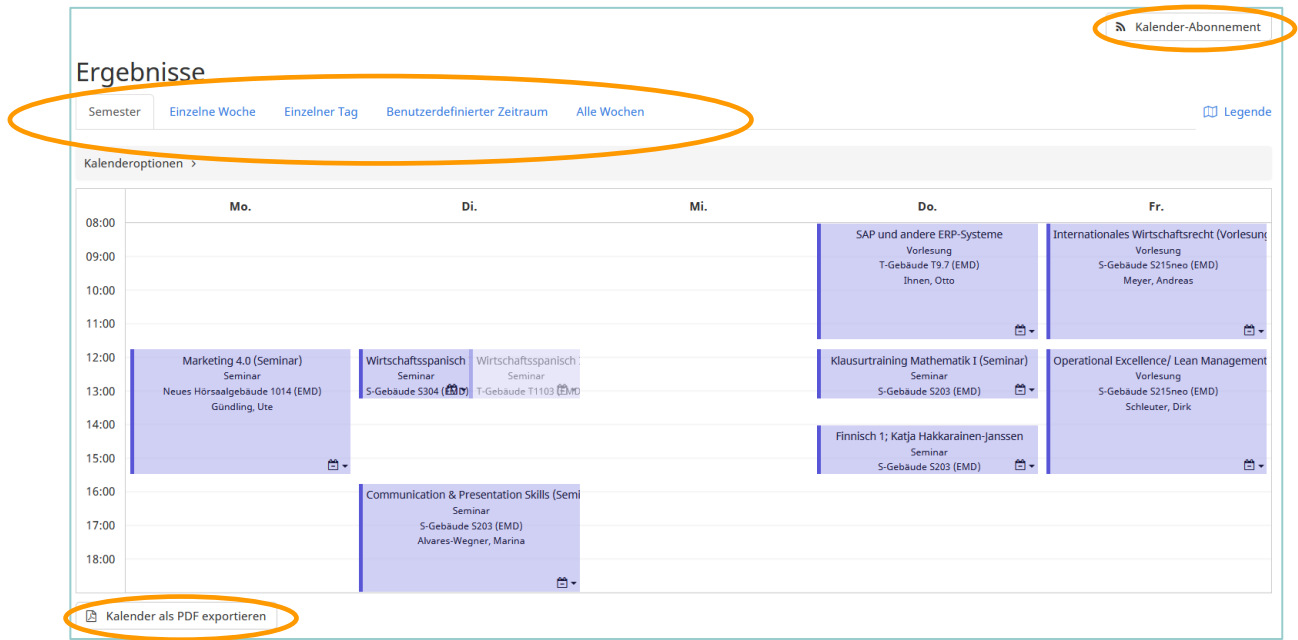 Kalender-Abonnement
Ergebnisse
Semester Einzelne Woche Einzelner Tag Benutzerdefinierter Zeitraum Alle Wochen Legende
Kalenderoptionen
Mo. Di. Mi. Do. Fr.
08:00
SAP und andere ERP-Systeme
Vorlesung
T-Gebäude T9.7 (EMD)
Ihnen, Otto
Internationales Wirtschaftsrecht (Vorlesung
Vorlesung
S-Gebäude S215neo (EMD)
Meyer, Andreas
09:00
10:00
11:00
12:00
Marketing 4.0 (Seminar)
Seminar
Neues Hörsaalgebäude 1014 (EMD)
Gündling, Ute
Wirtschaftsspanisch
Seminar
S-Gebäude S304 (EMD)
Wirtschaftsspanisch
Seminar
T-Gebäude T1103 (EMD
Klausurtraining Mathematik I (Seminar)
Seminar
S-Gebäude S203 (EMD)
Operational Excellence/ Lean Management
Vorlesung
S-Gebäude S215neo (EMD)
Schleuter, Dirk
13:00
14:00
Finnisch 1; Katja Hakkarainen-Janssen
Seminar
S-Gebäude S203 (EMD)
15:00
16:00
Communication & Presentation Skills (Semi
Seminar
S-Gebäude S203 (EMD)
Alvares-Wegner, Marina
17:00
18:00
Kalender als PDF exportieren